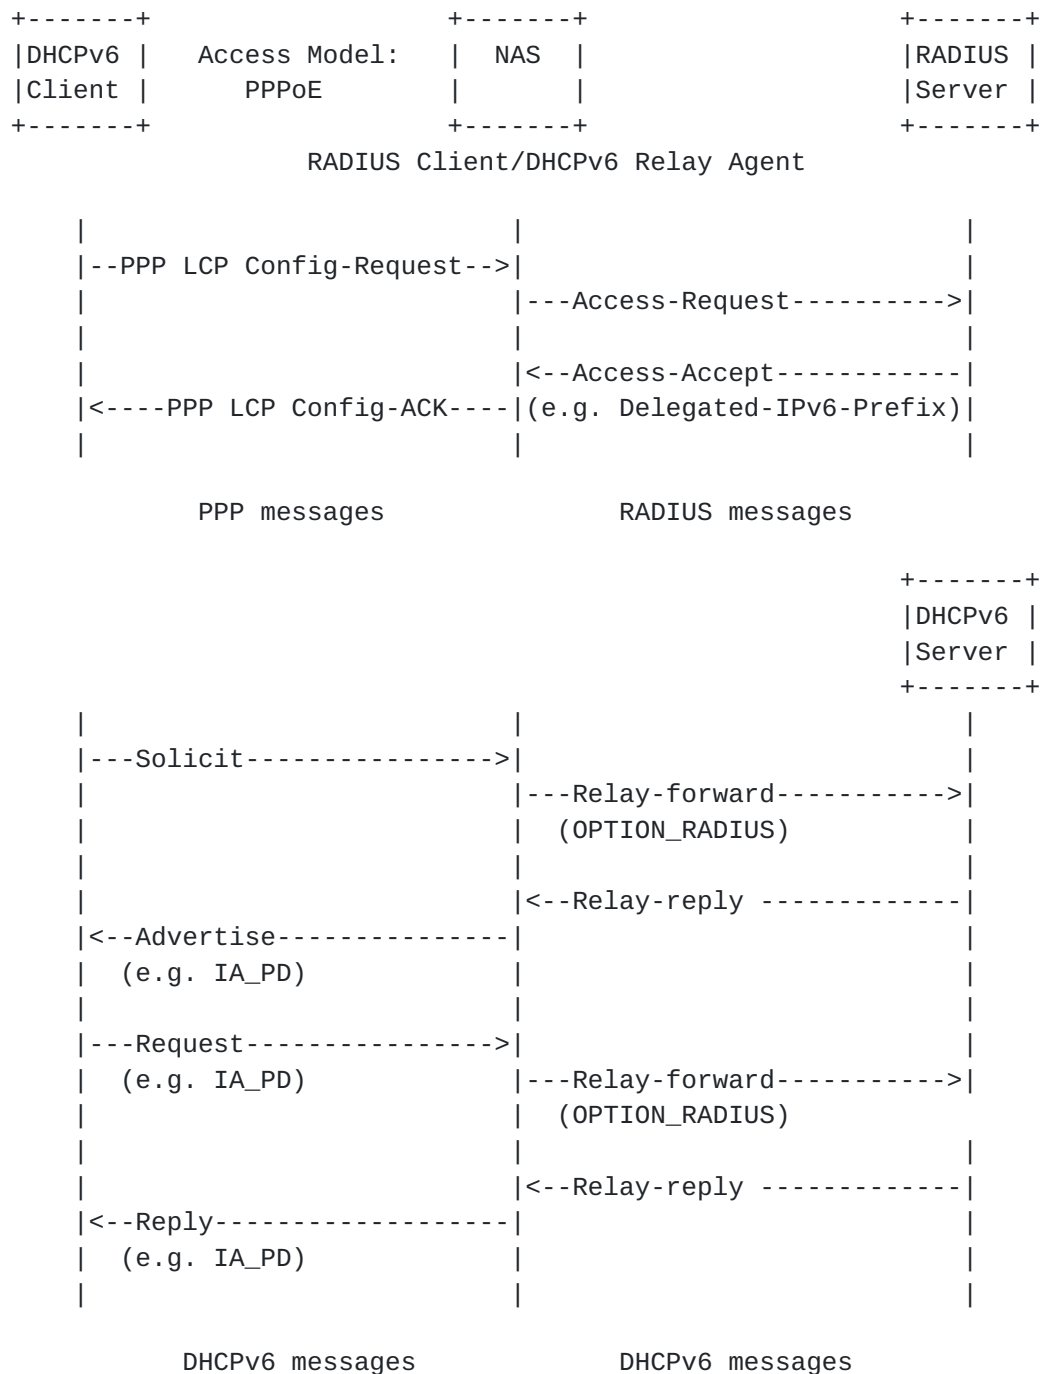 +-------+                   +-------+                    +-------+
|DHCPv6 |   Access Model:   |  NAS  |                    |RADIUS |
|Client |      PPPoE        |       |                    |Server |
+-------+                   +-------+                    +-------+
                   RADIUS Client/DHCPv6 Relay Agent

    |                           |                            |
    |--PPP LCP Config-Request-->|                            |
    |                           |---Access-Request---------->|
    |                           |                            |
    |                           |<--Access-Accept------------|
    |<----PPP LCP Config-ACK----|(e.g. Delegated-IPv6-Prefix)|
    |                           |                            |

            PPP messages               RADIUS messages

                                                         +-------+
                                                         |DHCPv6 |
                                                         |Server |
                                                         +-------+
    |                           |                            |
    |---Solicit---------------->|                            |
    |                           |---Relay-forward----------->|
    |                           |  (OPTION_RADIUS)           |
    |                           |                            |
    |                           |<--Relay-reply -------------|
    |<--Advertise---------------|                            |
    |  (e.g. IA_PD)             |                            |
    |                           |                            |
    |---Request---------------->|                            |
    |  (e.g. IA_PD)             |---Relay-forward----------->|
    |                           |  (OPTION_RADIUS)
    |                           |                            |
    |                           |<--Relay-reply -------------|
    |<--Reply-------------------|                            |
    |  (e.g. IA_PD)             |                            |
    |                           |                            |

           DHCPv6 messages             DHCPv6 messages